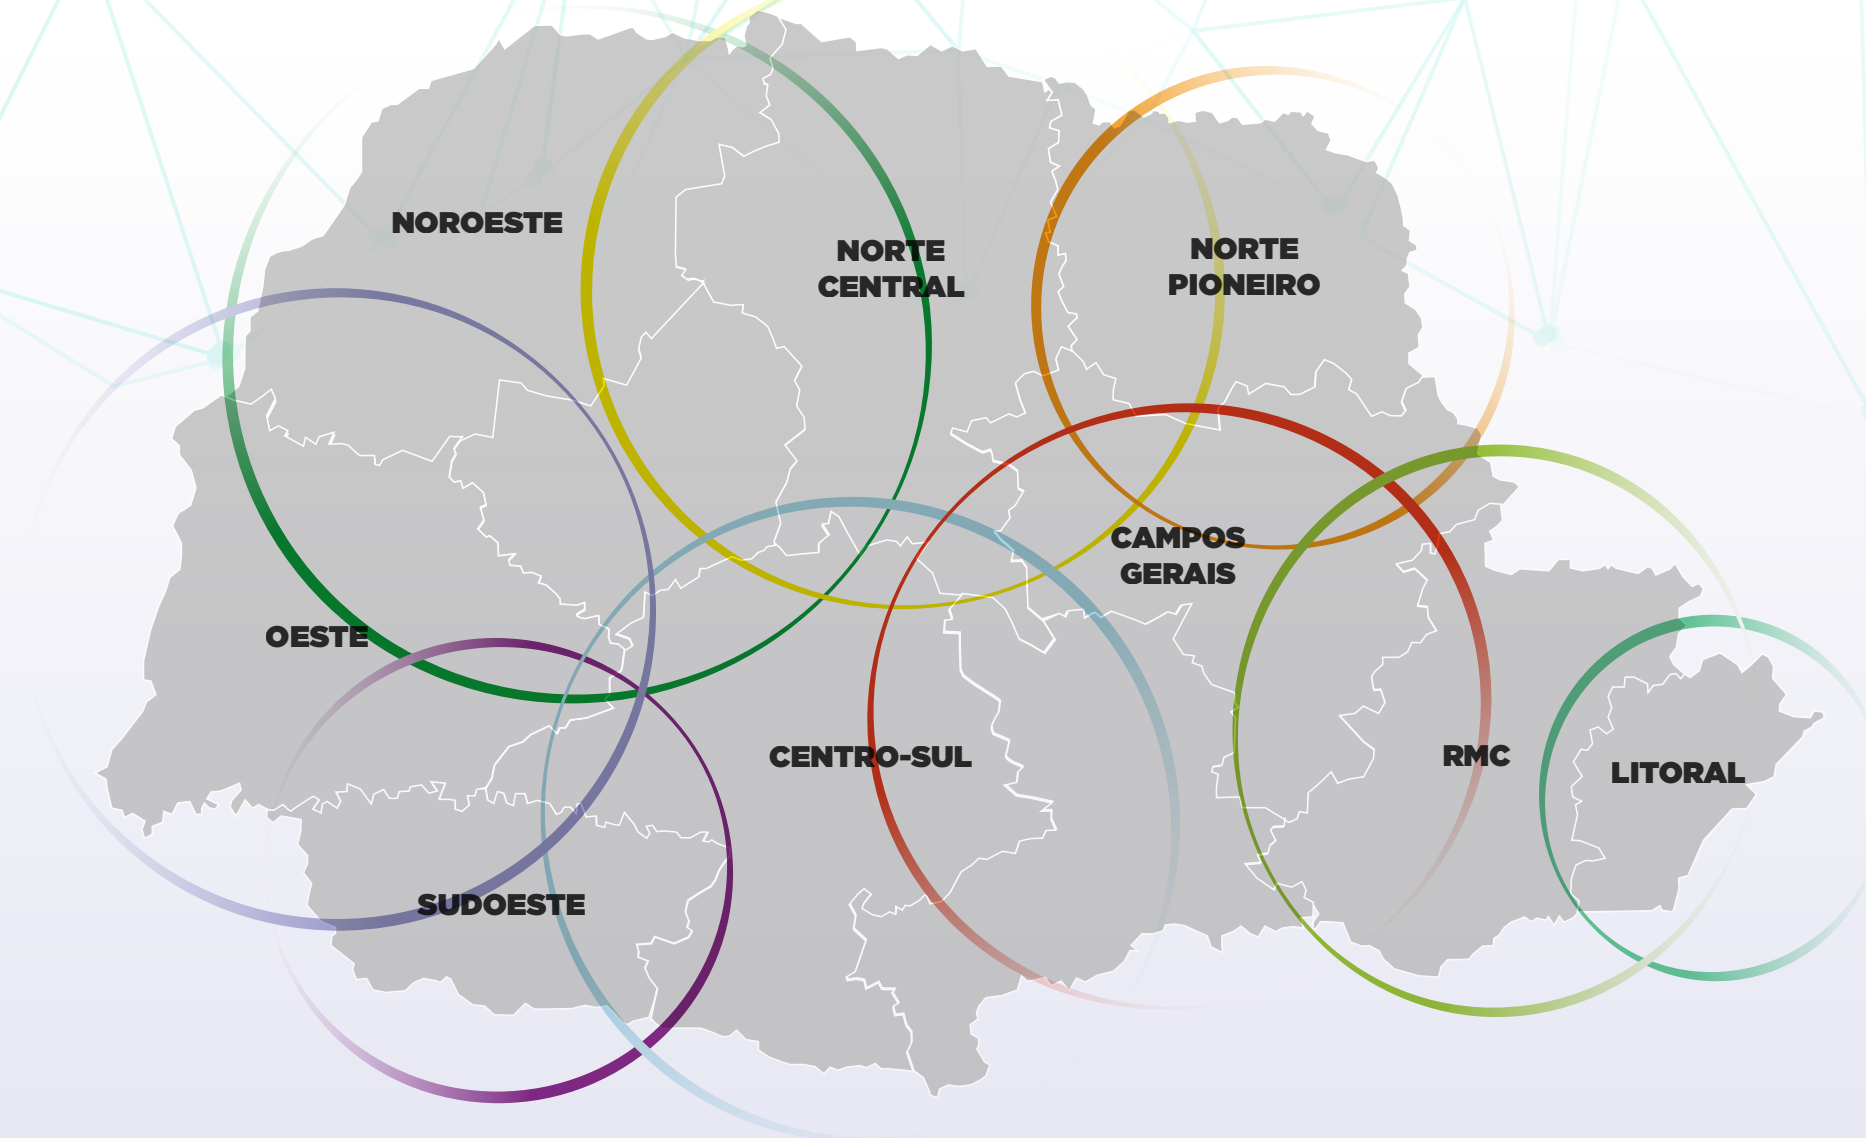 NOROESTE
NORTE
CENTRAL
NORTE
PIONEIRO
CAMPOS
GERAIS
OESTE
CENTRO-SUL
RMC
LITORAL
SUDOESTE